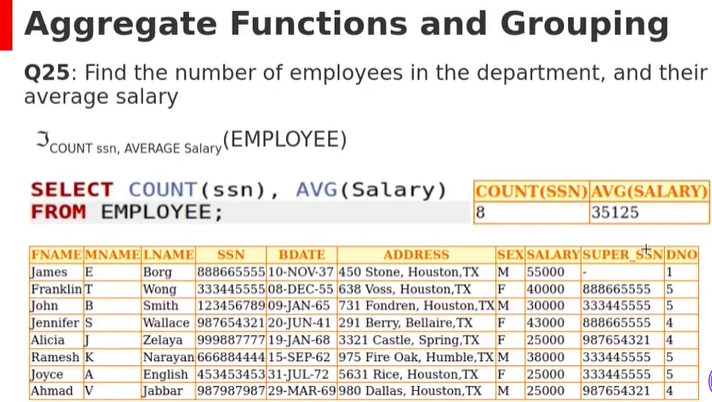 Aggregate Functions and Grouping
Q25: Find the number of employees in the department, and their
average salary
ℑCOUNT ssn, AVERAGE Salary(EMPLOYEE)
SELECT COUNT(ssn), AVG(Salary)
FROM EMPLOYEE;
COUNT(SSN) AVG(SALARY)
8 35125
FNAME MNAME LNAME SSN BDATE ADDRESS SEX SALARY SUPER_SSN DNO
James E Borg 888665555 10-NOV-37 450 Stone, Houston,TX M 55000 - 1
Franklin T Wong 333445555 08-DEC-55 638 Voss, Houston,TX F 40000 888665555 5
John B Smith 123456789 09-JAN-65 731 Fondren, Houston,TX M 30000 333445555 5
Jennifer S Wallace 987654321 20-JUN-41 291 Berry, Bellaire,TX F 43000 888665555 4
Alicia J Zelaya 999887777 19-JAN-68 3321 Castle, Spring,TX F 25000 987654321 4
Ramesh K Narayan 666884444 15-SEP-62 975 Fire Oak, Humble,TX M 38000 333445555 5
Joyce A English 453453453 31-JUL-72 5631 Rice, Houston,TX F 25000 333445555 5
Ahmad V Jabbar 987987987 29-MAR-69 980 Dallas, Houston,TX M 25000 987654321 4